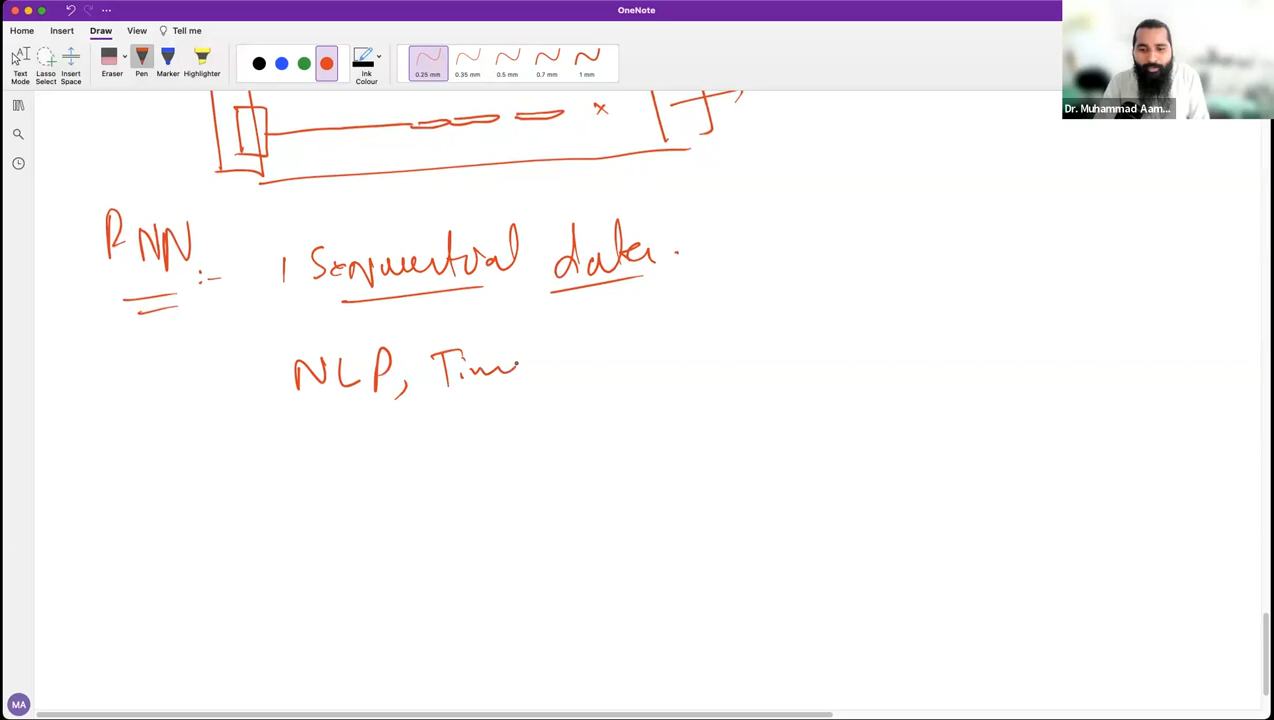 OneNote
Home Insert Draw View Tell me
Text Mode Lasso Select Insert Space Eraser Pen Marker Highlighter Ink Colour 0.25 mm 0.35 mm 0.5 mm 0.7 mm 1 mm
Dr. Muhammad Aam...
RNN :- 1 Sequential data.
NLP, Tim
MA